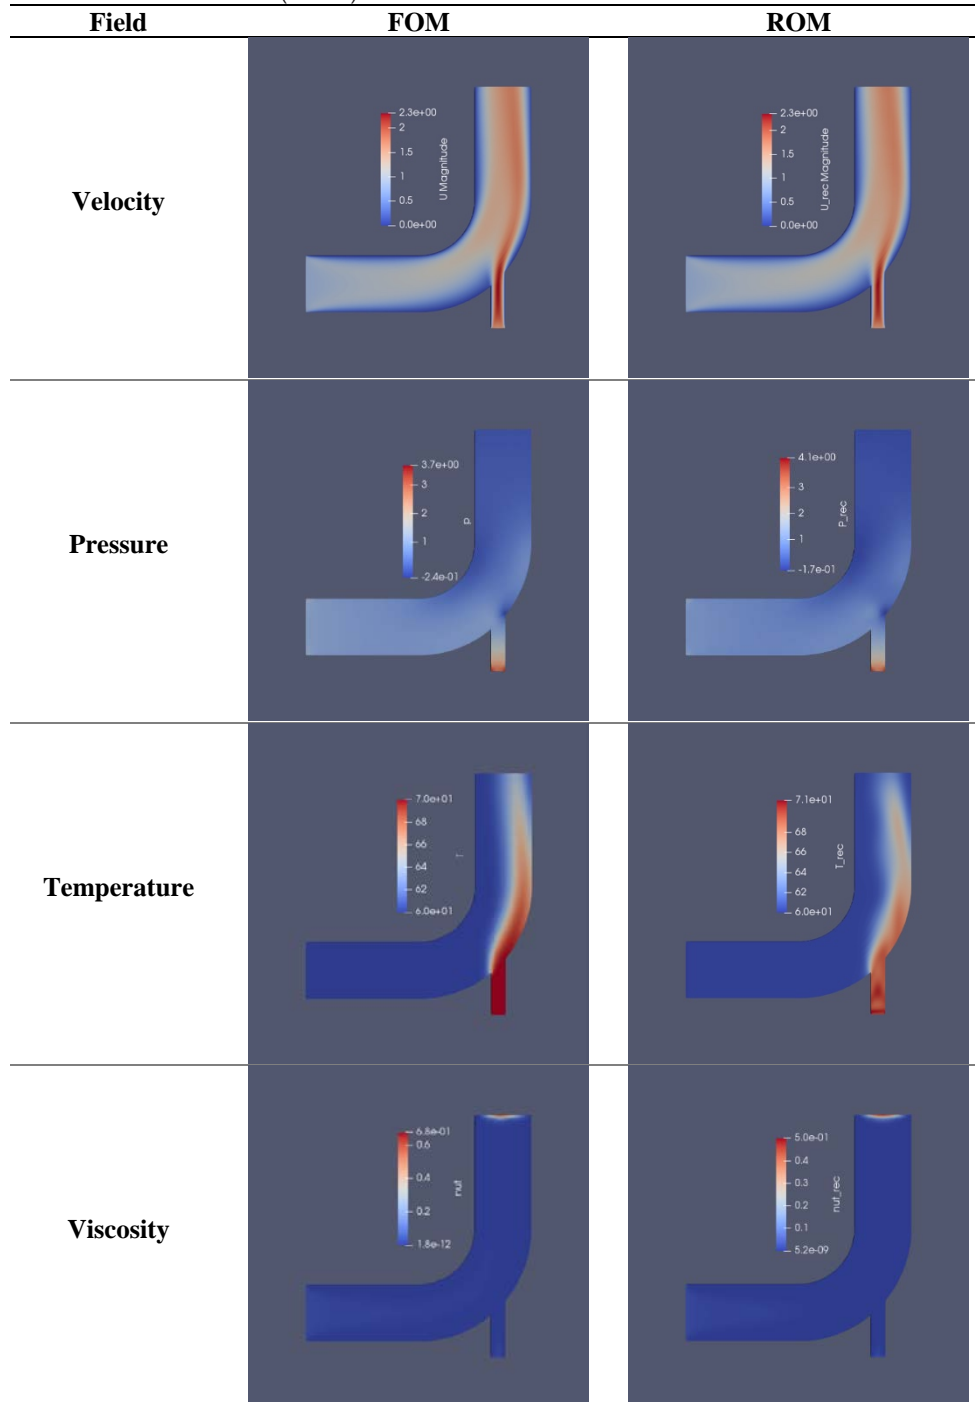 Field FOM ROM
Velocity
2.3e+00
2
1.5
1
0.5
0.0e+00
U Magnitude
2.3e+00
2
1.5
1
0.5
0.0e+00
U_rec Magnitude
Pressure
3.7e+00
3
2
1
-2.4e-01
p
4.1e+00
3
2
1
-1.7e-01
P_rec
Temperature
7.0e+01
68
66
64
62
6.0e+01
T
7.1e+01
68
66
64
62
6.0e+01
T_rec
Viscosity
6.8e-01
0.6
0.4
0.2
1.8e-12
nut
5.0e-01
0.4
0.3
0.2
0.1
5.2e-09
nut_rec